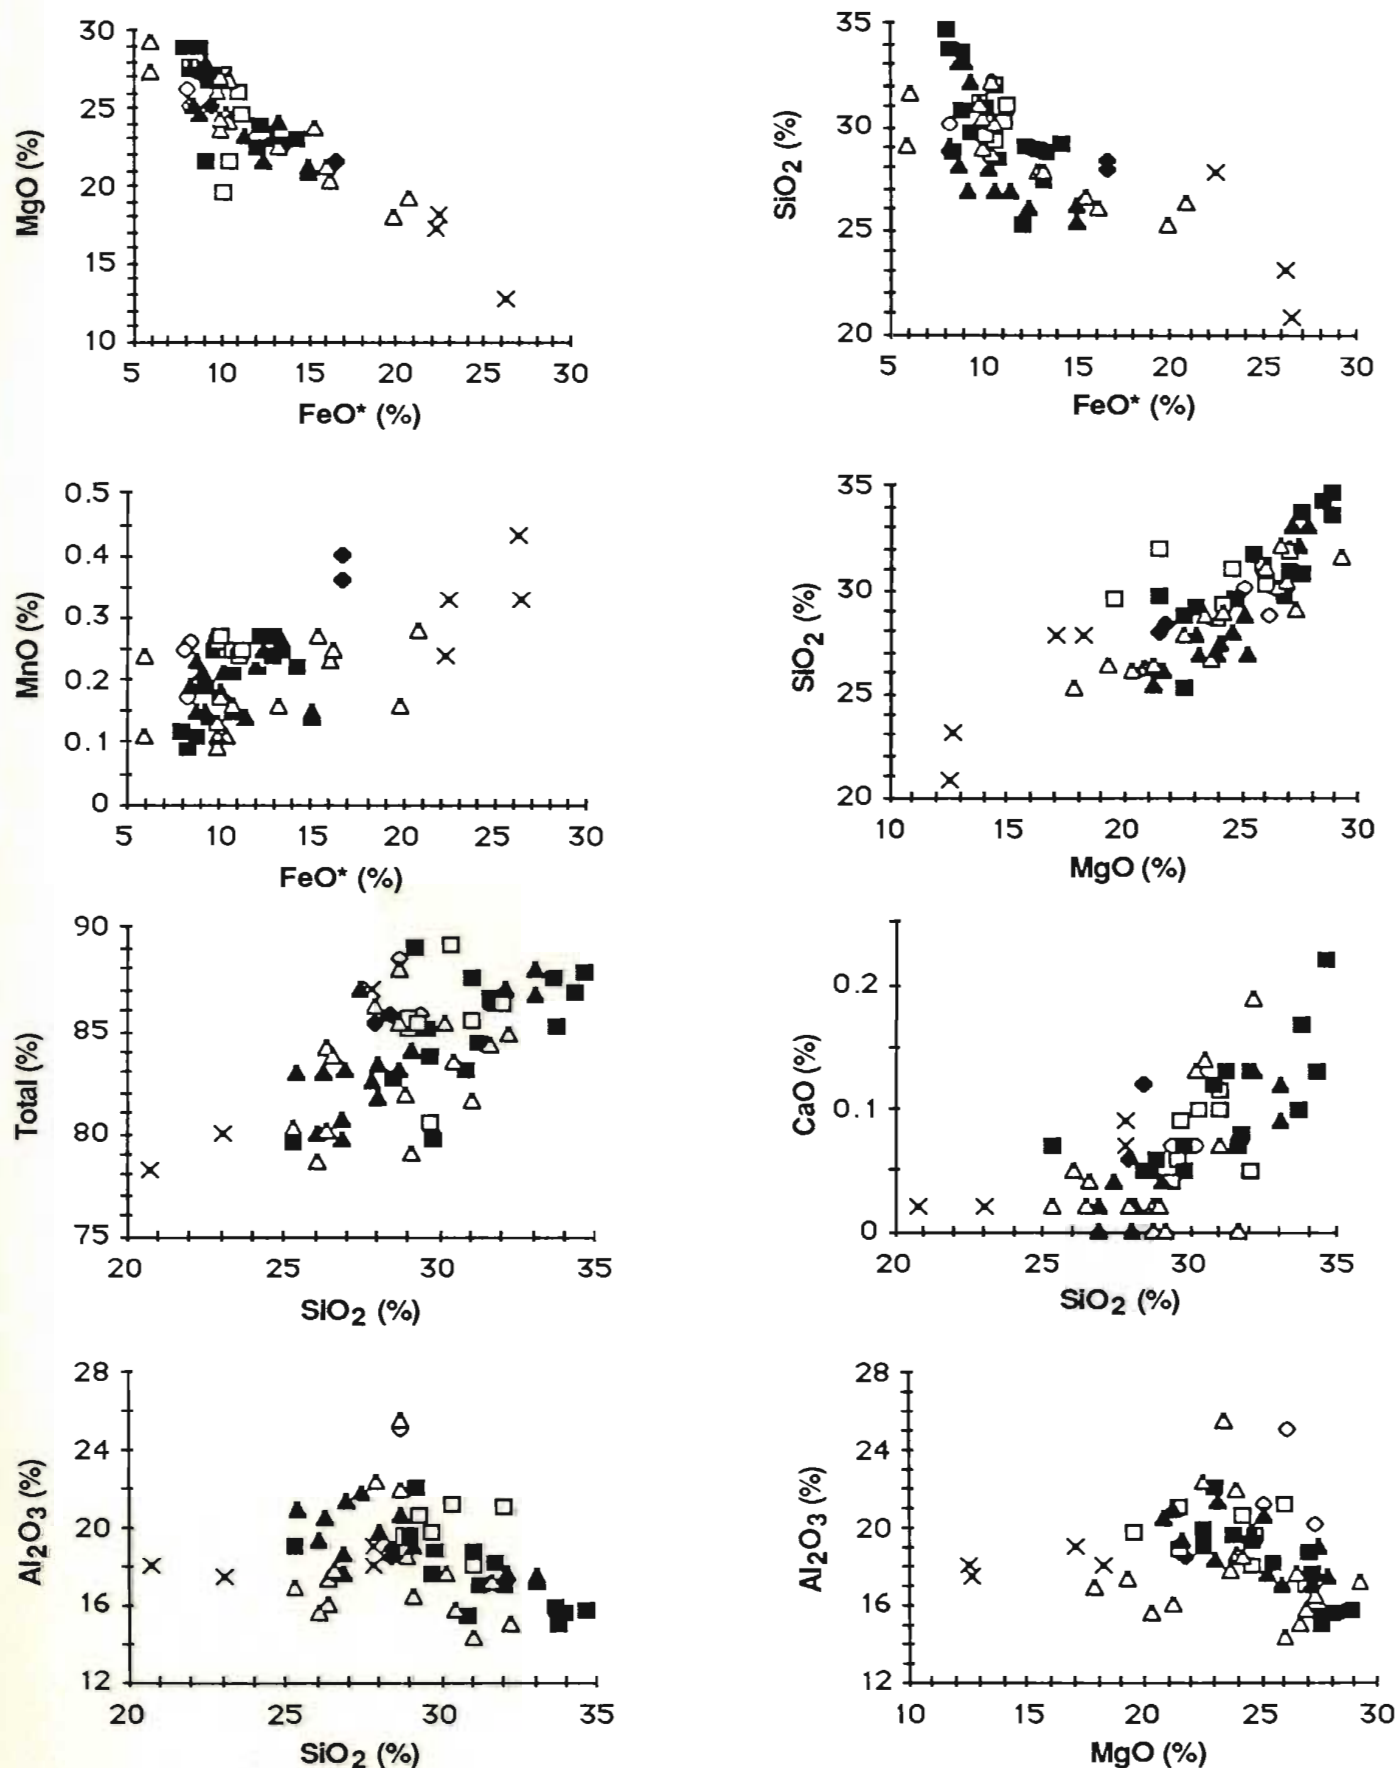 30
25
20
15
10
MgO (%)
5 10 15 20 25 30
FeO* (%)
35
30
25
20
SiO2 (%)
5 10 15 20 25 30
FeO* (%)
0.5
0.4
0.3
0.2
0.1
0
MnO (%)
5 10 15 20 25 30
FeO* (%)
35
30
25
20
SiO2 (%)
10 15 20 25 30
MgO (%)
90
85
80
75
Total (%)
20 25 30 35
SiO2 (%)
0.2
0.1
0
CaO (%)
20 25 30 35
SiO2 (%)
28
24
20
16
12
Al2O3 (%)
20 25 30 35
SiO2 (%)
28
24
20
16
12
Al2O3 (%)
10 15 20 25 30
MgO (%)